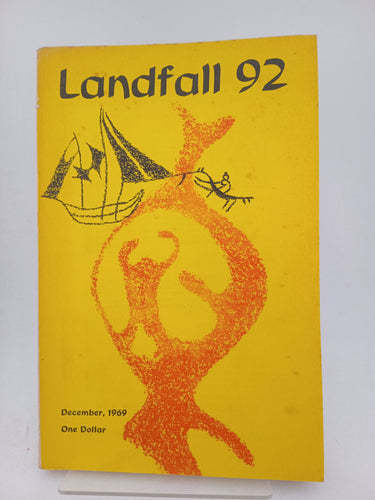 Landfall 92
December, 1969
One Dollar